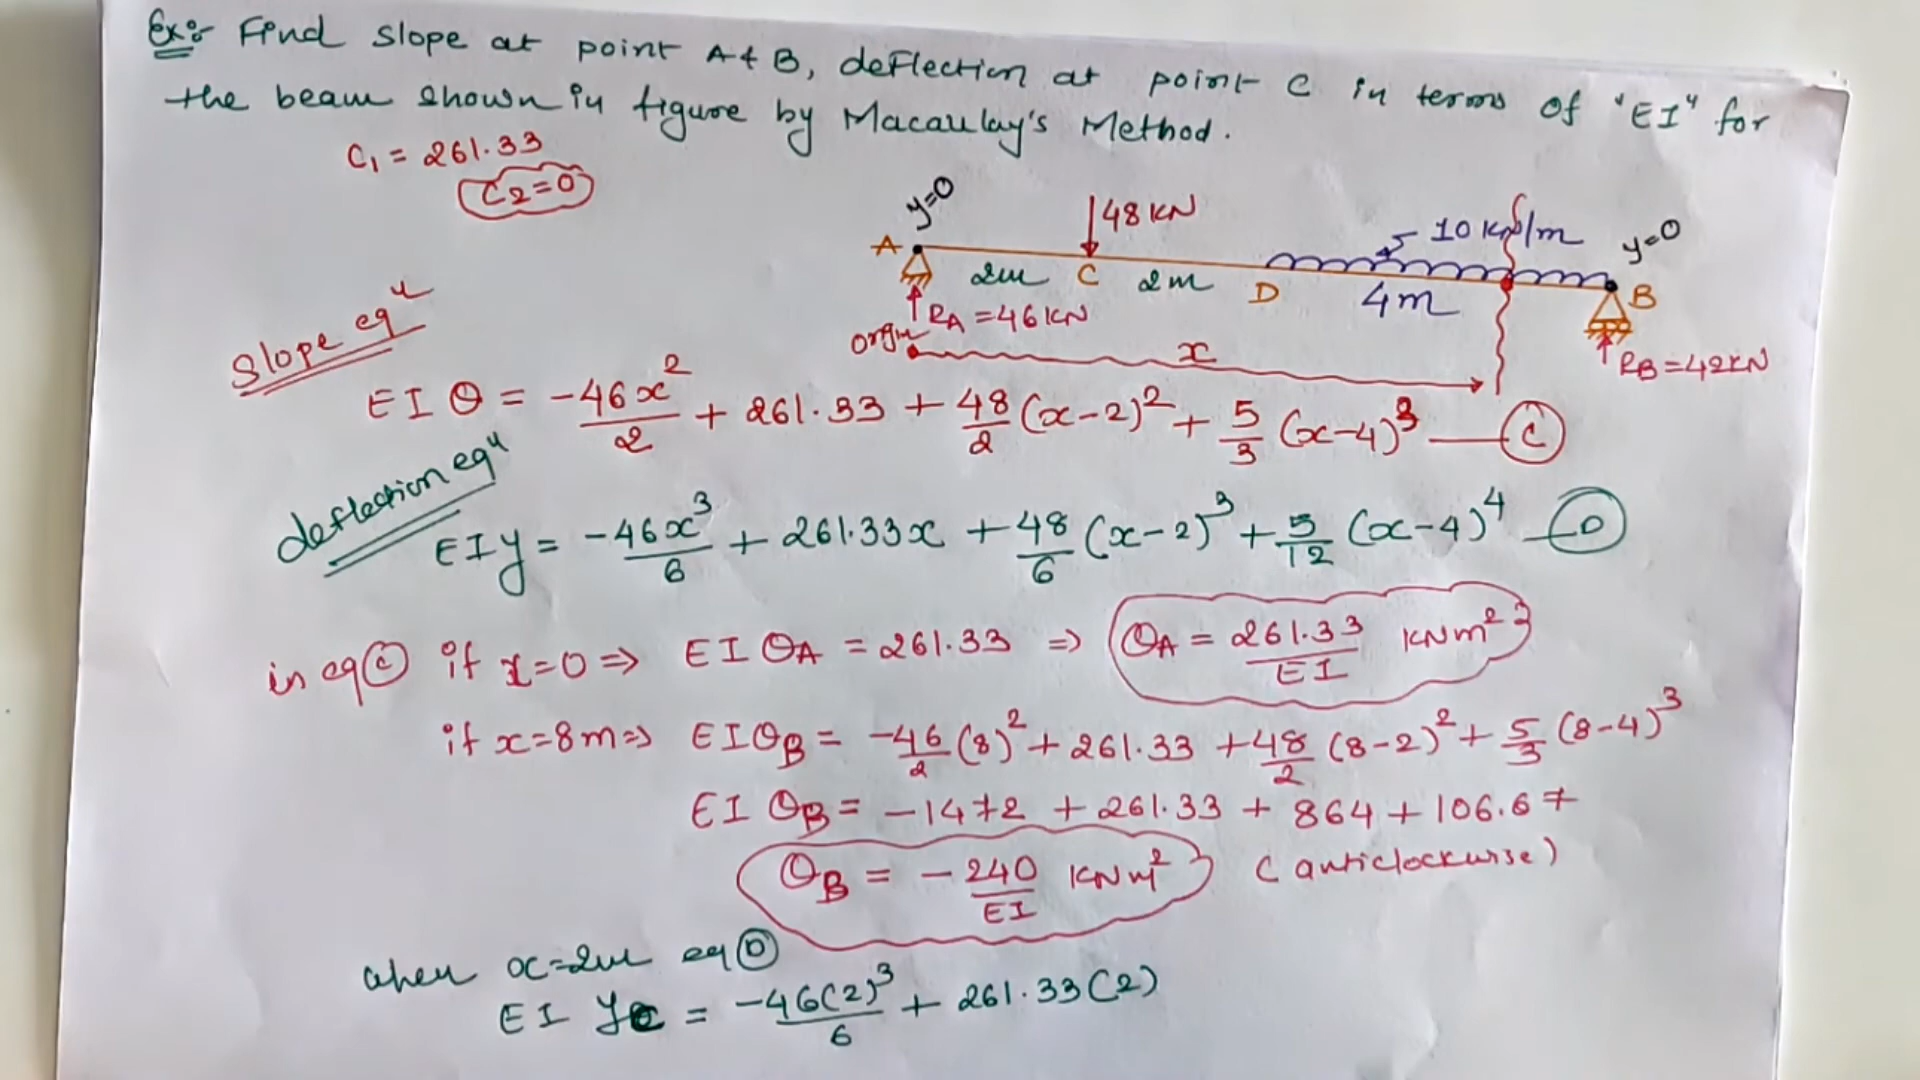 Ex:- Find slope at point A & B, deflection at point C in terms of "EI" for
the beam shown in figure by Macaulay's Method.
C₁ = 261.33
C₂ = 0
y=0
48 KN
10 KN/m
y=0
A
2m
C
2m
D
4m
B
RA = 46 KN
RB = 42 KN
Origin
x
Slope eqⁿ
EI θ = -46x²/2 + 261.33 + 48/2 (x-2)² + 5/3 (x-4)³ — (C)
deflection eqⁿ
EIy = -46x³/6 + 261.33x + 48/6 (x-2)³ + 5/12 (x-4)⁴ — (D)
in eq (C) if x=0 ⇒ EI θA = 261.33 ⇒ θA = 261.33/EI KNm²
if x=8m ⇒ EIθB = -46/2 (8)² + 261.33 + 48/2 (8-2)² + 5/3 (8-4)³
EI θB = -1472 + 261.33 + 864 + 106.67
θB = -240/EI KNm² (anticlockwise)
when x=2m eq (D)
EI yc = -46(2)³/6 + 261.33(2)